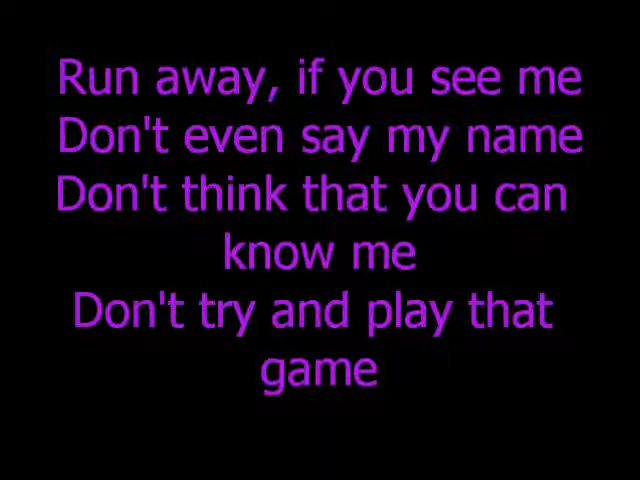 Run away, if you see me
Don't even say my name
Don't think that you can
know me
Don't try and play that
game